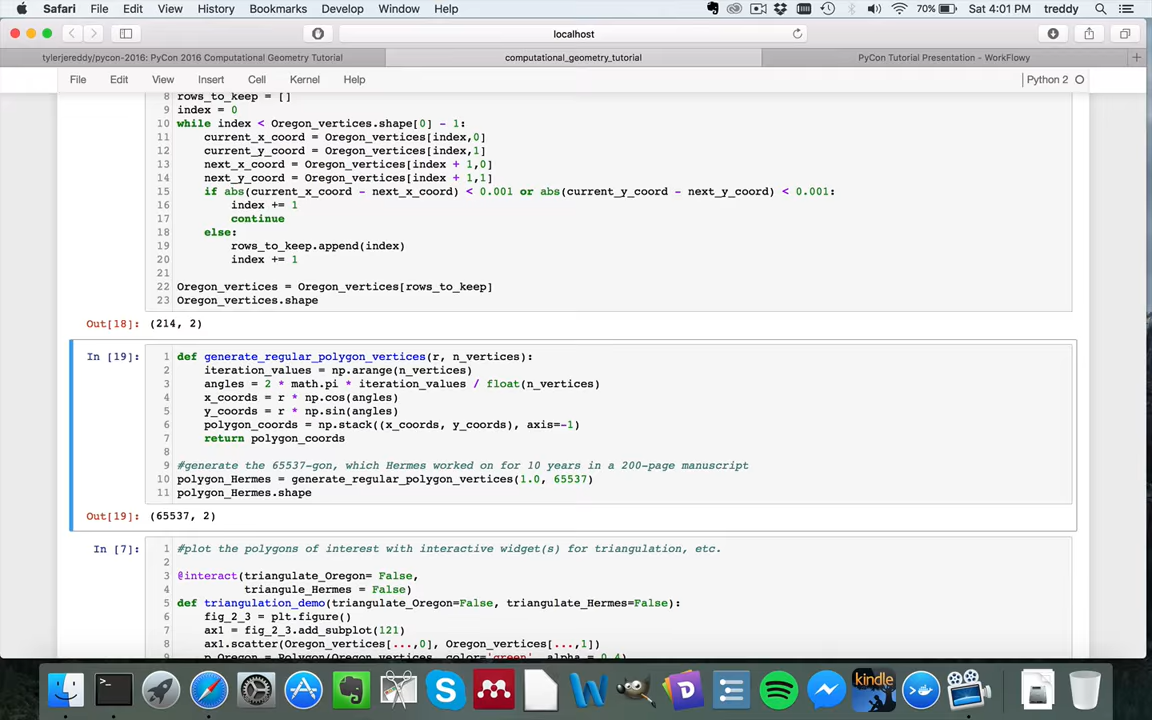 Safari File Edit View History Bookmarks Develop Window Help 70% Sat 4:01 PM treddy
localhost
tylerjereddy/pycon-2016: PyCon 2016 Computational Geometry Tutorial computational_geometry_tutorial PyCon Tutorial Presentation - WorkFlowy
File Edit View Insert Cell Kernel Help Python 2
8 rows_to_keep = []
9 index = 0
10 while index < Oregon_vertices.shape[0] - 1:
11 current_x_coord = Oregon_vertices[index,0]
12 current_y_coord = Oregon_vertices[index,1]
13 next_x_coord = Oregon_vertices[index + 1,0]
14 next_y_coord = Oregon_vertices[index + 1,1]
15 if abs(current_x_coord - next_x_coord) < 0.001 or abs(current_y_coord - next_y_coord) < 0.001:
16 index += 1
17 continue
18 else:
19 rows_to_keep.append(index)
20 index += 1
21
22 Oregon_vertices = Oregon_vertices[rows_to_keep]
23 Oregon_vertices.shape
Out[18]: (214, 2)
In [19]: 1 def generate_regular_polygon_vertices(r, n_vertices):
2 iteration_values = np.arange(n_vertices)
3 angles = 2 * math.pi * iteration_values / float(n_vertices)
4 x_coords = r * np.cos(angles)
5 y_coords = r * np.sin(angles)
6 polygon_coords = np.stack((x_coords, y_coords), axis=-1)
7 return polygon_coords
8
9 #generate the 65537-gon, which Hermes worked on for 10 years in a 200-page manuscript
10 polygon_Hermes = generate_regular_polygon_vertices(1.0, 65537)
11 polygon_Hermes.shape
Out[19]: (65537, 2)
In [7]: 1 #plot the polygons of interest with interactive widget(s) for triangulation, etc.
2
3 @interact(triangulate_Oregon= False,
4 triangule_Hermes = False)
5 def triangulation_demo(triangulate_Oregon=False, triangulate_Hermes=False):
6 fig_2_3 = plt.figure()
7 ax1 = fig_2_3.add_subplot(121)
8 ax1.scatter(Oregon_vertices[...,0], Oregon_vertices[...,1])
9 p_Oregon = Polygon(Oregon_vertices, color='green', alpha = 0.4)
kindle